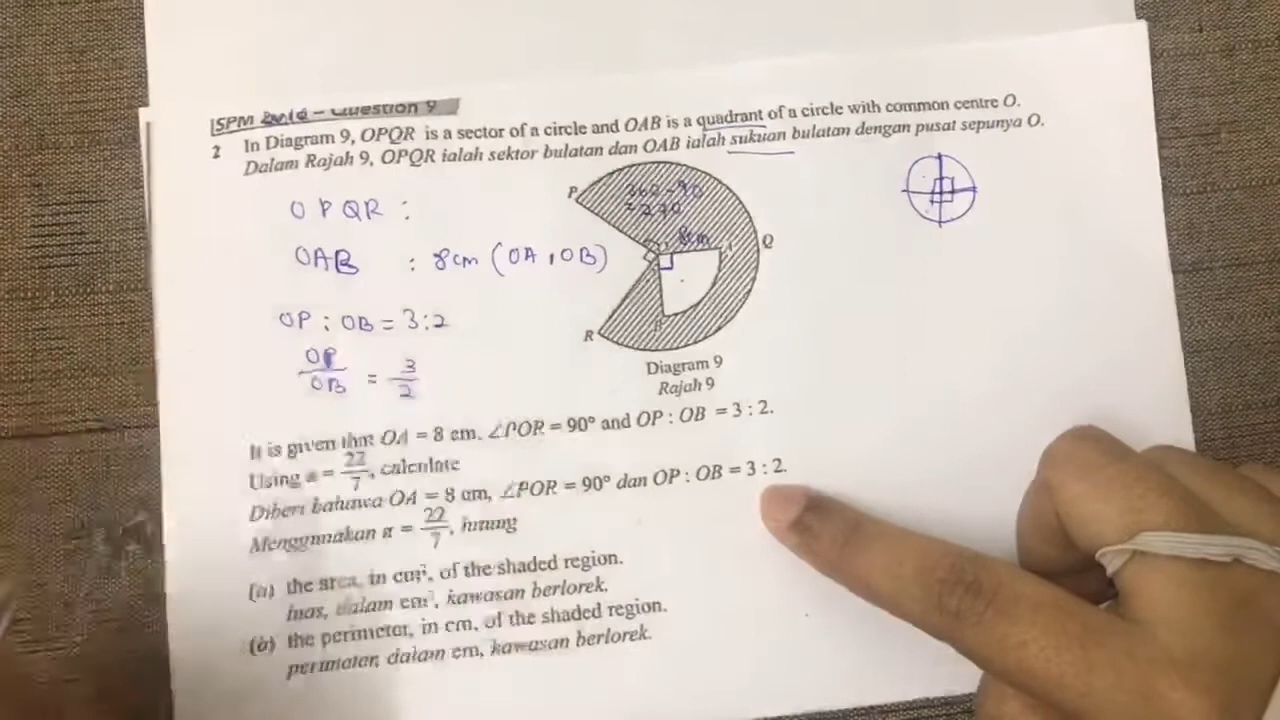 SPM 2016 – Question 9
2 In Diagram 9, OPQR is a sector of a circle and OAB is a quadrant of a circle with common centre O.
Dalam Rajah 9, OPQR ialah sektor bulatan dan OAB ialah sukuan bulatan dengan pusat sepunya O.
OPQR :
OAB : 8cm (OA, OB)
OP : OB = 3:2
OP/OB = 3/2
P
360 - 90
= 270
8cm
Q
R
B
Diagram 9
Rajah 9
It is given that OA = 8 cm, ∠POR = 90° and OP : OB = 3 : 2.
Using π = 22/7, calculate
Diberi bahawa OA = 8 cm, ∠POR = 90° dan OP : OB = 3 : 2.
Menggunakan π = 22/7, hitung
(a) the area, in cm², of the shaded region.
luas, dalam cm², kawasan berlorek,
(b) the perimeter, in cm, of the shaded region.
perimeter, dalam cm, kawasan berlorek.